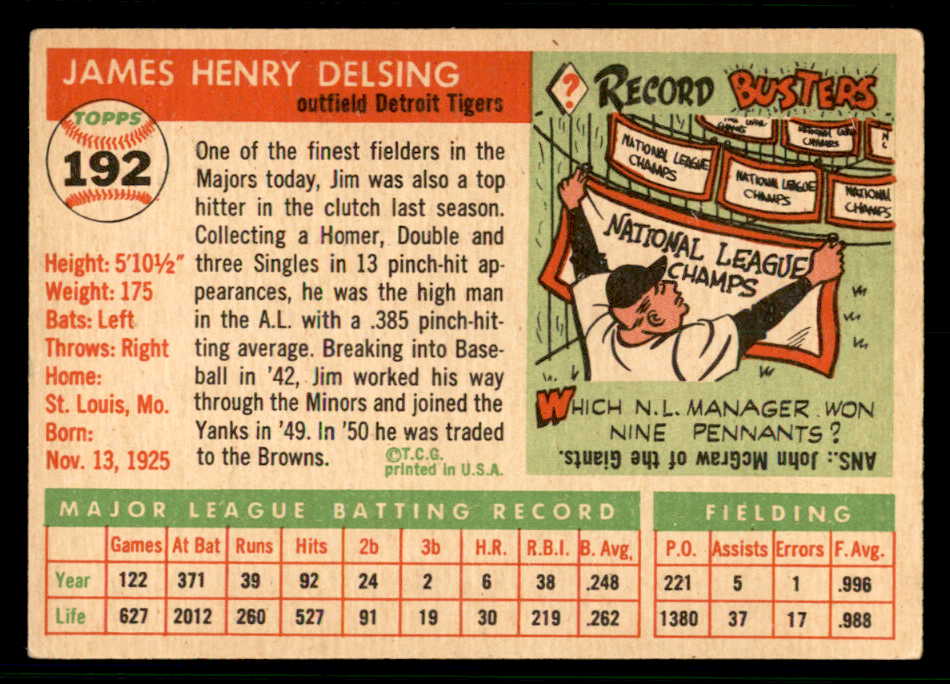 JAMES HENRY DELSING
outfield Detroit Tigers
TOPPS
192
Height: 5'10½"
Weight: 175
Bats: Left
Throws: Right
Home:
St. Louis, Mo.
Born:
Nov. 13, 1925
One of the finest fielders in the
Majors today, Jim was also a top
hitter in the clutch last season.
Collecting a Homer, Double and
three Singles in 13 pinch-hit ap-
pearances, he was the high man
in the A.L. with a .385 pinch-hit-
ting average. Breaking into Base-
ball in '42, Jim worked his way
through the Minors and joined the
Yanks in '49. In '50 he was traded
to the Browns.
©T.C.G.
printed in U.S.A.
? RECORD BUSTERS
NATIONAL LEAGUE
CHAMPS
NATIONAL LEAGUE
CHAMPS
NATIONAL
CHAMPS
NATIONAL LEAGUE
CHAMPS
WHICH N.L. MANAGER WON
NINE PENNANTS?
ANS.: John McGraw of the Giants.
MAJOR LEAGUE BATTING RECORD
Games At Bat Runs Hits 2b 3b H.R. R.B.I. B. Avg.
Year 122 371 39 92 24 2 6 38 .248
Life 627 2012 260 527 91 19 30 219 .262
FIELDING
P.O. Assists Errors F. Avg.
221 5 1 .996
1380 37 17 .988